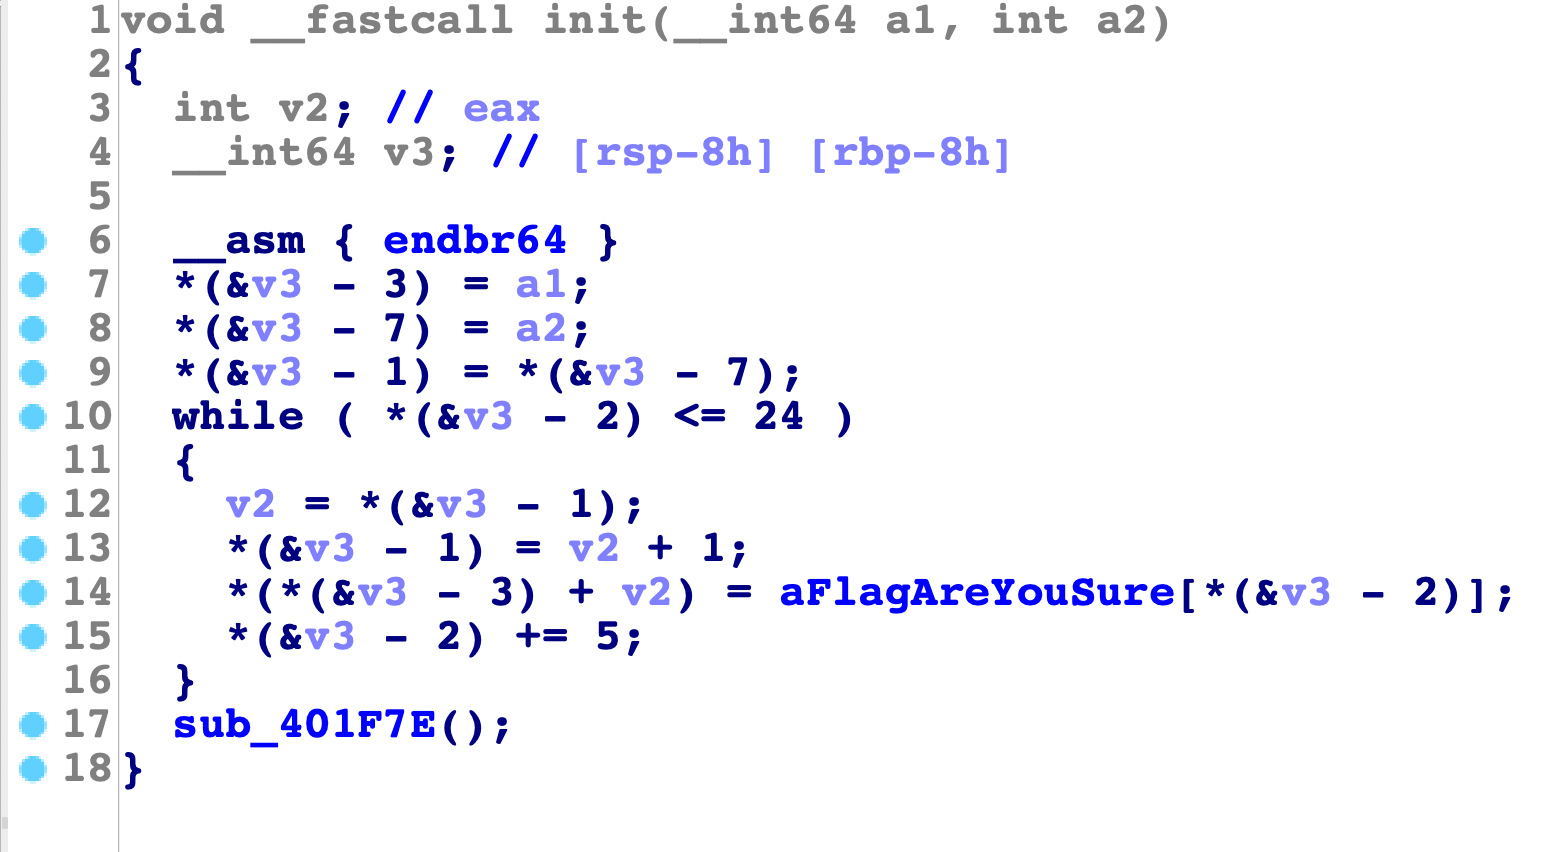 1 void __fastcall init(__int64 a1, int a2)
2 {
3   int v2; // eax
4   __int64 v3; // [rsp-8h] [rbp-8h]
5
6   __asm { endbr64 }
7   *(&v3 - 3) = a1;
8   *(&v3 - 7) = a2;
9   *(&v3 - 1) = *(&v3 - 7);
10   while ( *(&v3 - 2) <= 24 )
11   {
12     v2 = *(&v3 - 1);
13     *(&v3 - 1) = v2 + 1;
14     *(*(&v3 - 3) + v2) = aFlagAreYouSure[*(&v3 - 2)];
15     *(&v3 - 2) += 5;
16   }
17   sub_401F7E();
18 }